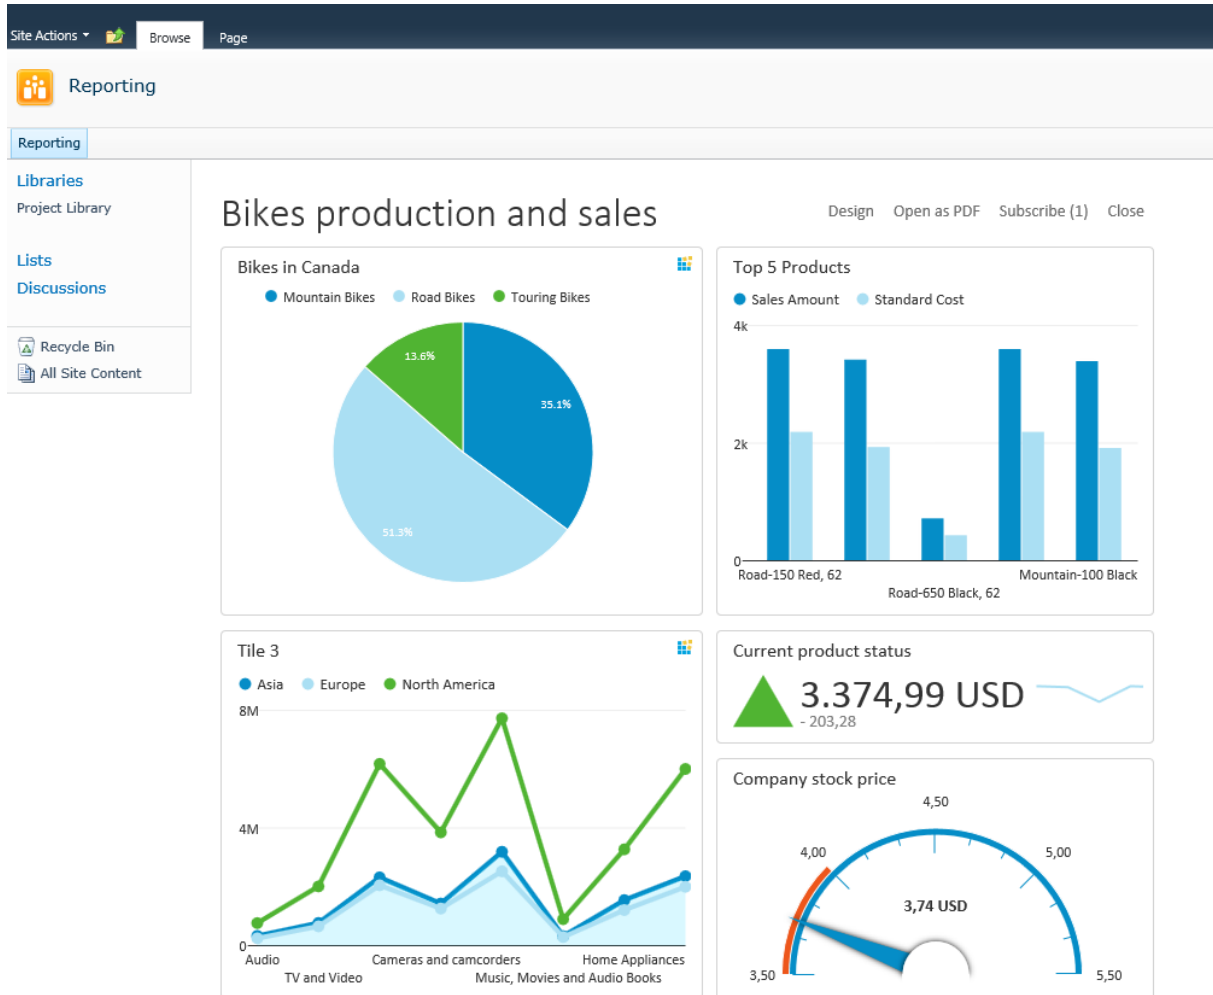 Site Actions
Browse
Page
Reporting
Reporting
Libraries
Project Library
Lists
Discussions
Recycle Bin
All Site Content
Bikes production and sales
Design Open as PDF Subscribe (1) Close
Bikes in Canada
Mountain Bikes Road Bikes Touring Bikes
13.6%
35.1%
51.3%
Top 5 Products
Sales Amount Standard Cost
4k
2k
0
Road-150 Red, 62 Mountain-100 Black
Road-650 Black, 62
Tile 3
Asia Europe North America
8M
4M
0
Audio Cameras and camcorders Home Appliances
TV and Video Music, Movies and Audio Books
Current product status
3.374,99 USD
- 203,28
Company stock price
4,50
4,00 5,00
3,74 USD
3,50 5,50